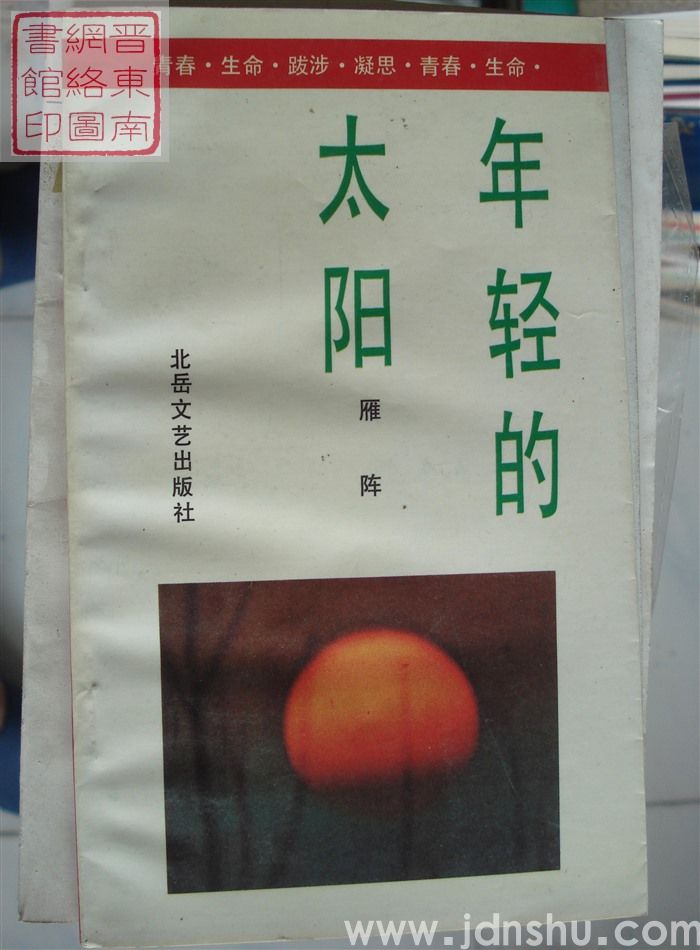 晋東南
網絡圖
書館印
青春·生命·跋涉·凝思·青春·生命·
年轻的
太阳
雁阵
北岳文艺出版社
www.jdnshu.com